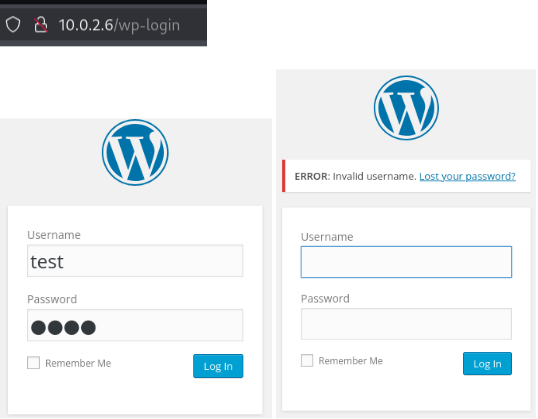 10.0.2.6/wp-login
Username
test
Password
Remember Me
Log In
ERROR: Invalid username. Lost your password?
Username
Password
Remember Me
Log In